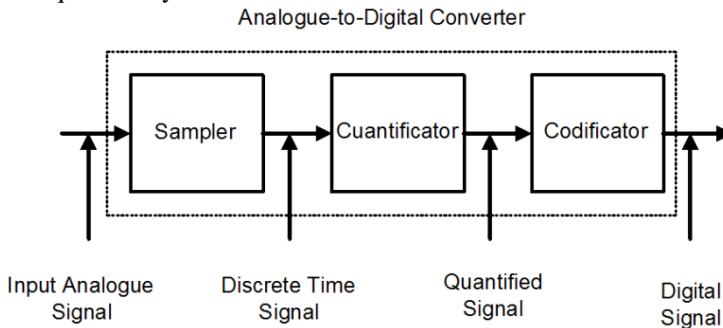 Analogue-to-Digital Converter
Sampler
Cuantificator
Codificator
Input Analogue
Signal
Discrete Time
Signal
Quantified
Signal
Digital
Signal